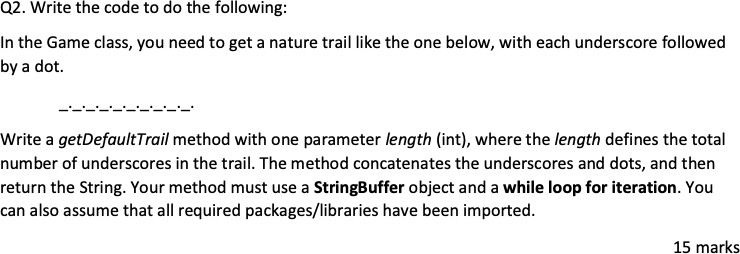 Q2. Write the code to do the following:
In the Game class, you need to get a nature trail like the one below, with each underscore followed
by a dot.
_._._._._._._._._._.
Write a getDefaultTrail method with one parameter length (int), where the length defines the total
number of underscores in the trail. The method concatenates the underscores and dots, and then
return the String. Your method must use a StringBuffer object and a while loop for iteration. You
can also assume that all required packages/libraries have been imported.
15 marks